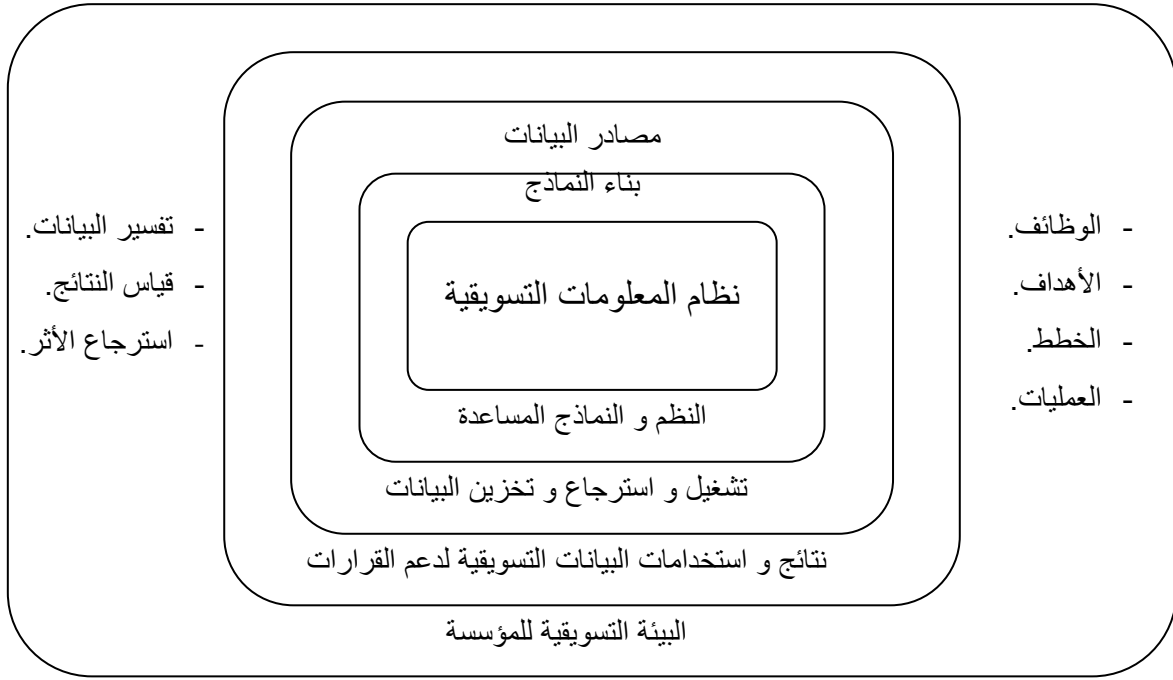 مصادر البيانات
بناء النماذج
نظام المعلومات التسويقية
النظم و النماذج المساعدة
تشغيل و استرجاع و تخزين البيانات
نتائج و استخدامات البيانات التسويقية لدعم القرارات
البيئة التسويقية للمؤسسة
- الوظائف.
- الأهداف.
- الخطط.
- العمليات.
- تفسير البيانات.
- قياس النتائج.
- استرجاع الأثر.